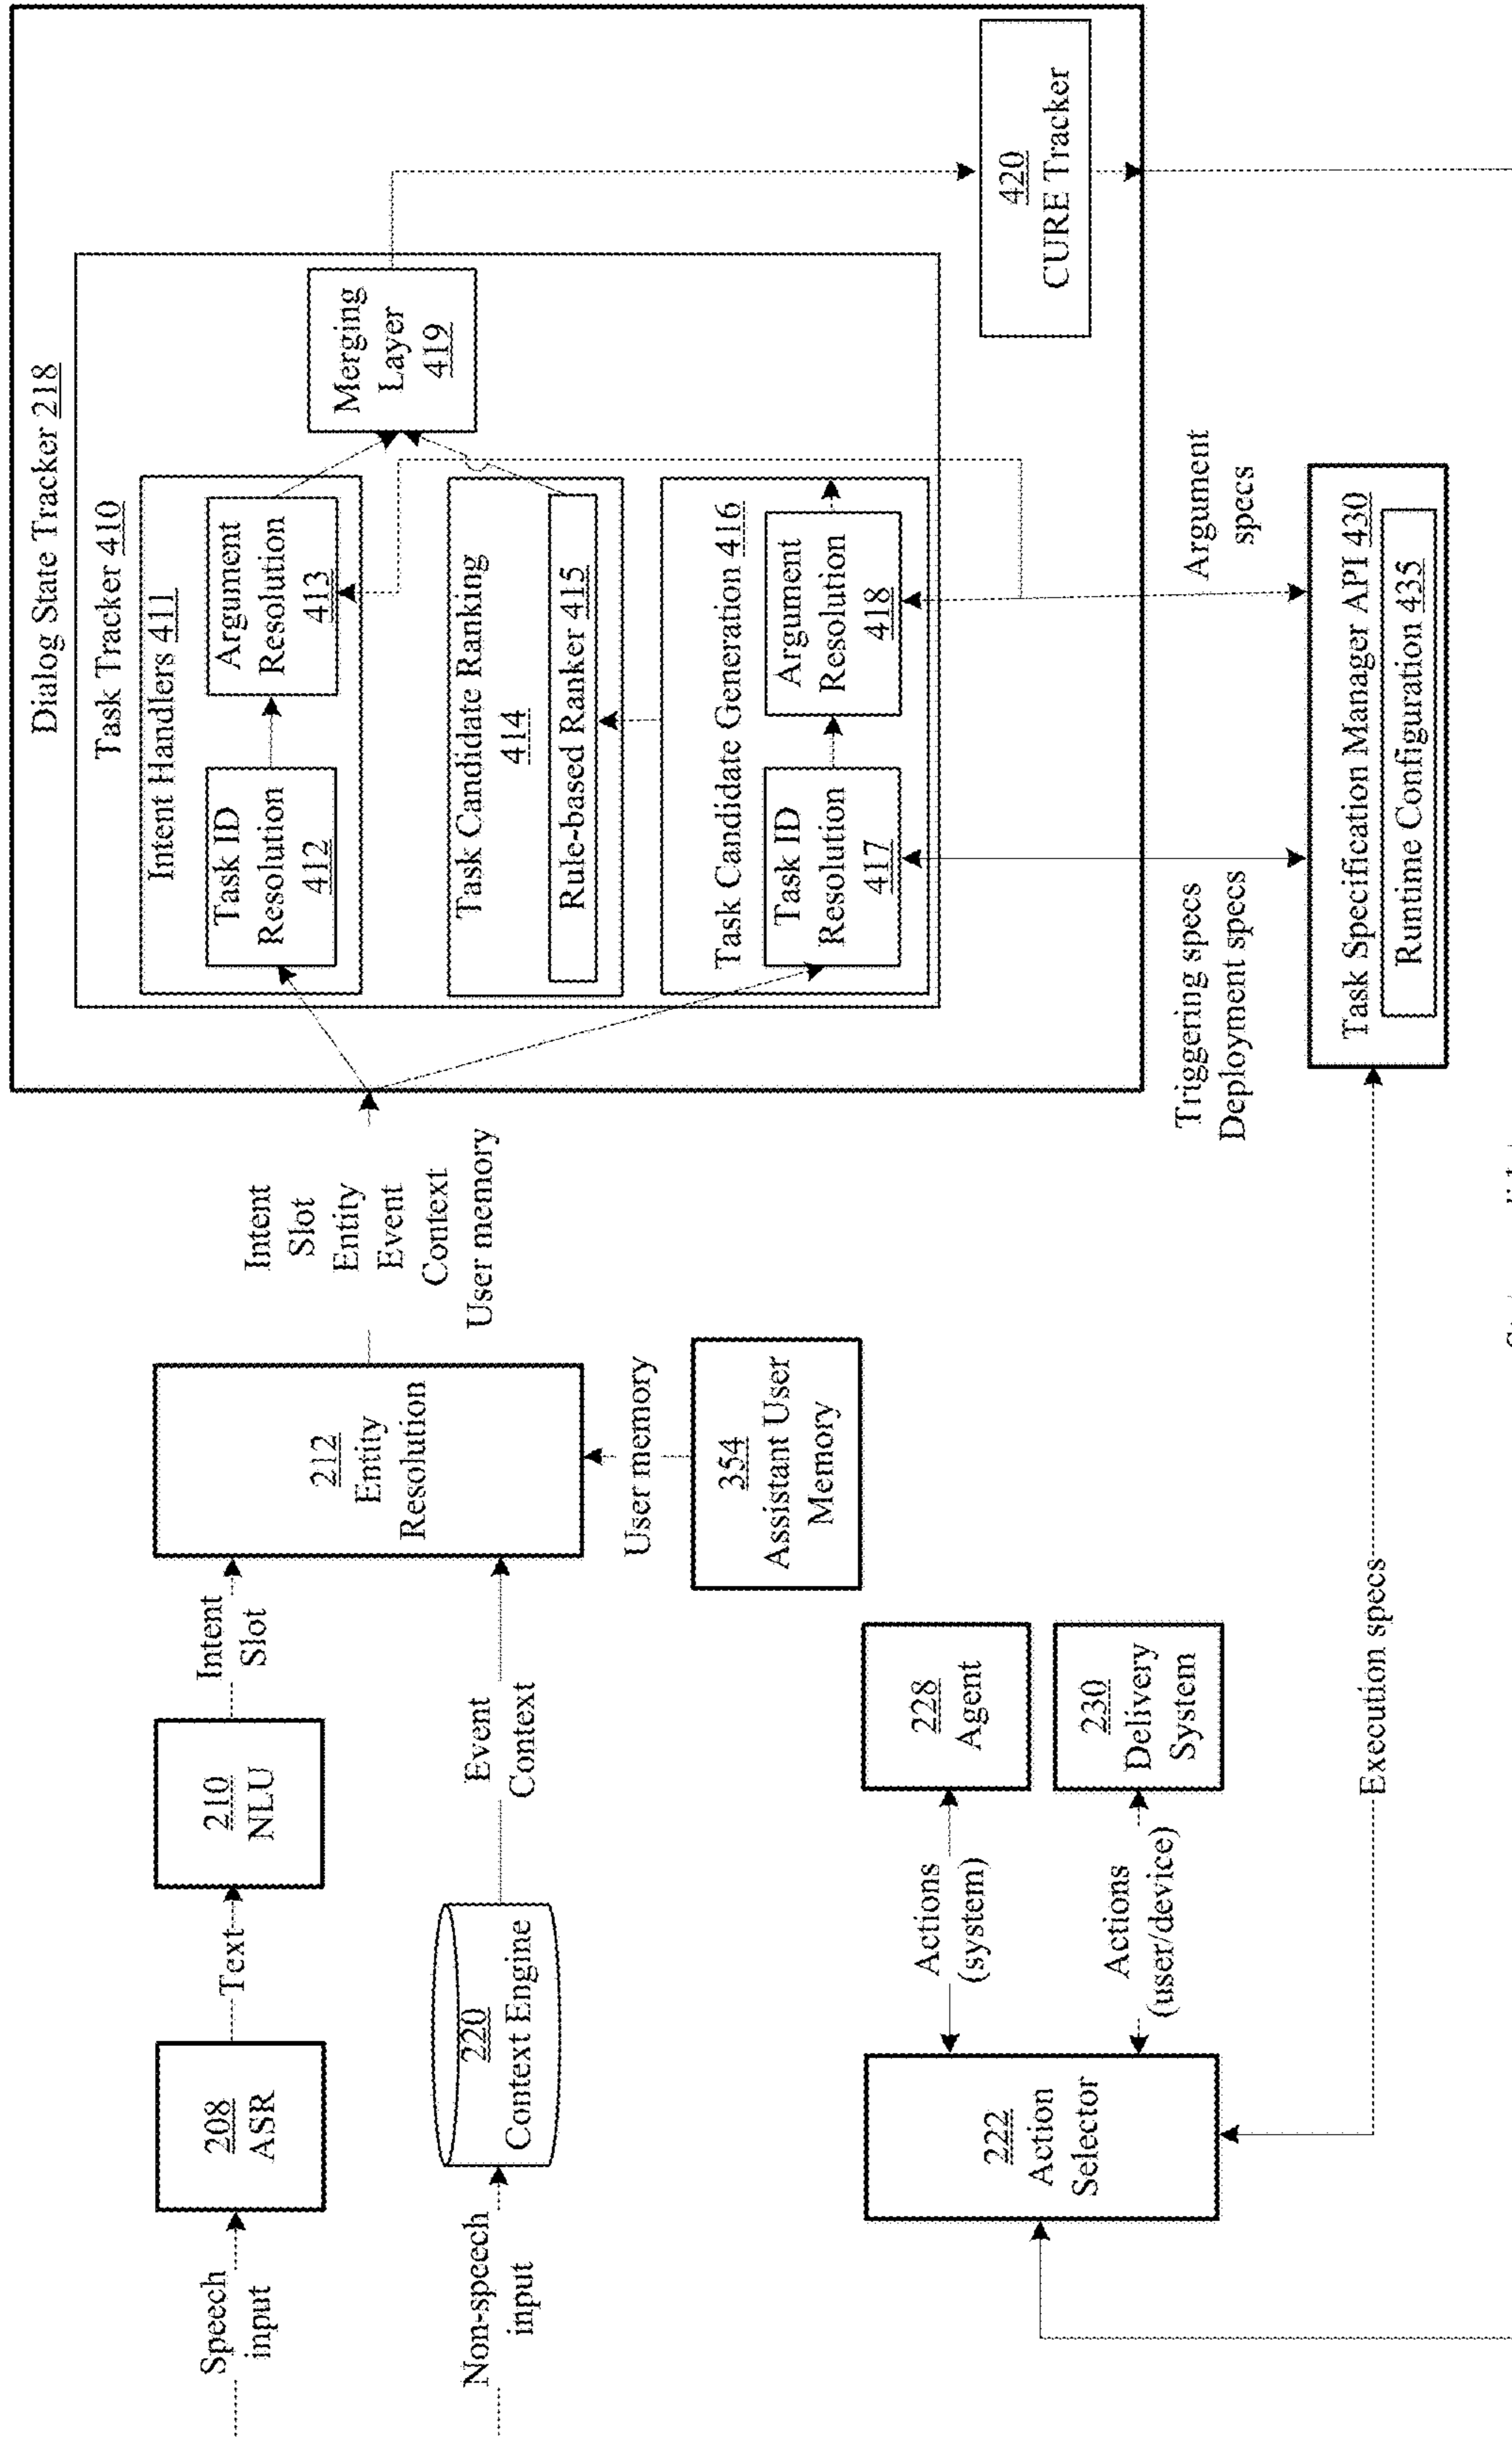 Speech
input
208
ASR
Text
210
NLU
Intent
Slot
Non-speech
input
220
Context Engine
Event
Context
212
Entity
Resolution
User memory
354
Assistant User
Memory
Intent
Slot
Entity
Event
Context
User memory
Dialog State Tracker 218
Task Tracker 410
Intent Handlers 411
Task ID
Resolution
412
Argument
Resolution
413
Task Candidate Ranking
414
Rule-based Ranker 415
Task Candidate Generation 416
Task ID
Resolution
417
Argument
Resolution
418
Merging
Layer
419
420
CURE Tracker
Triggering specs
Deployment specs
Argument
specs
Task Specification Manager API 430
Runtime Configuration 435
222
Action
Selector
Actions
(system)
Actions
(user/device)
228
Agent
230
Delivery
System
Execution specs